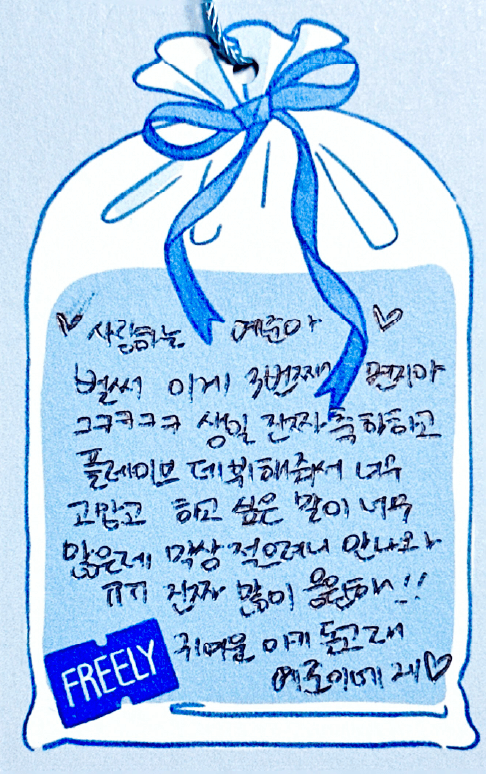 ♡ 사랑하는 예준아 ♡
벌써 이게 3번째 편지야
ㅋㅋㅋㅋㅋ 생일 진짜 축하하고
플레이브 데뷔해줘서 너무
고맙고 하고 싶은 말이 너무
많은데 막상 적으려니 안나와
ㅠㅠ 진짜 많이 응원해!!
귀여운 아기 돌고래
예준이에게♡
FREELY